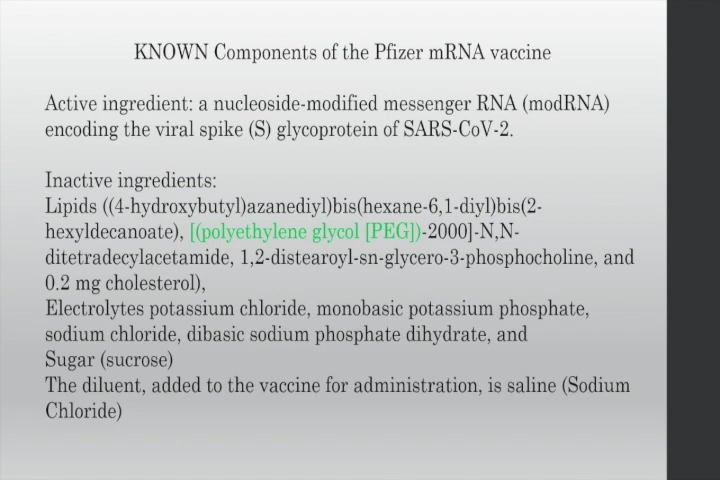 KNOWN Components of the Pfizer mRNA vaccine
Active ingredient: a nucleoside-modified messenger RNA (modRNA)
encoding the viral spike (S) glycoprotein of SARS-CoV-2.
Inactive ingredients:
Lipids ((4-hydroxybutyl)azanediyl)bis(hexane-6,1-diyl)bis(2-
hexyldecanoate), [(polyethylene glycol [PEG])-2000]-N,N-
ditetradecylacetamide, 1,2-distearoyl-sn-glycero-3-phosphocholine, and
0.2 mg cholesterol),
Electrolytes potassium chloride, monobasic potassium phosphate,
sodium chloride, dibasic sodium phosphate dihydrate, and
Sugar (sucrose)
The diluent, added to the vaccine for administration, is saline (Sodium
Chloride)